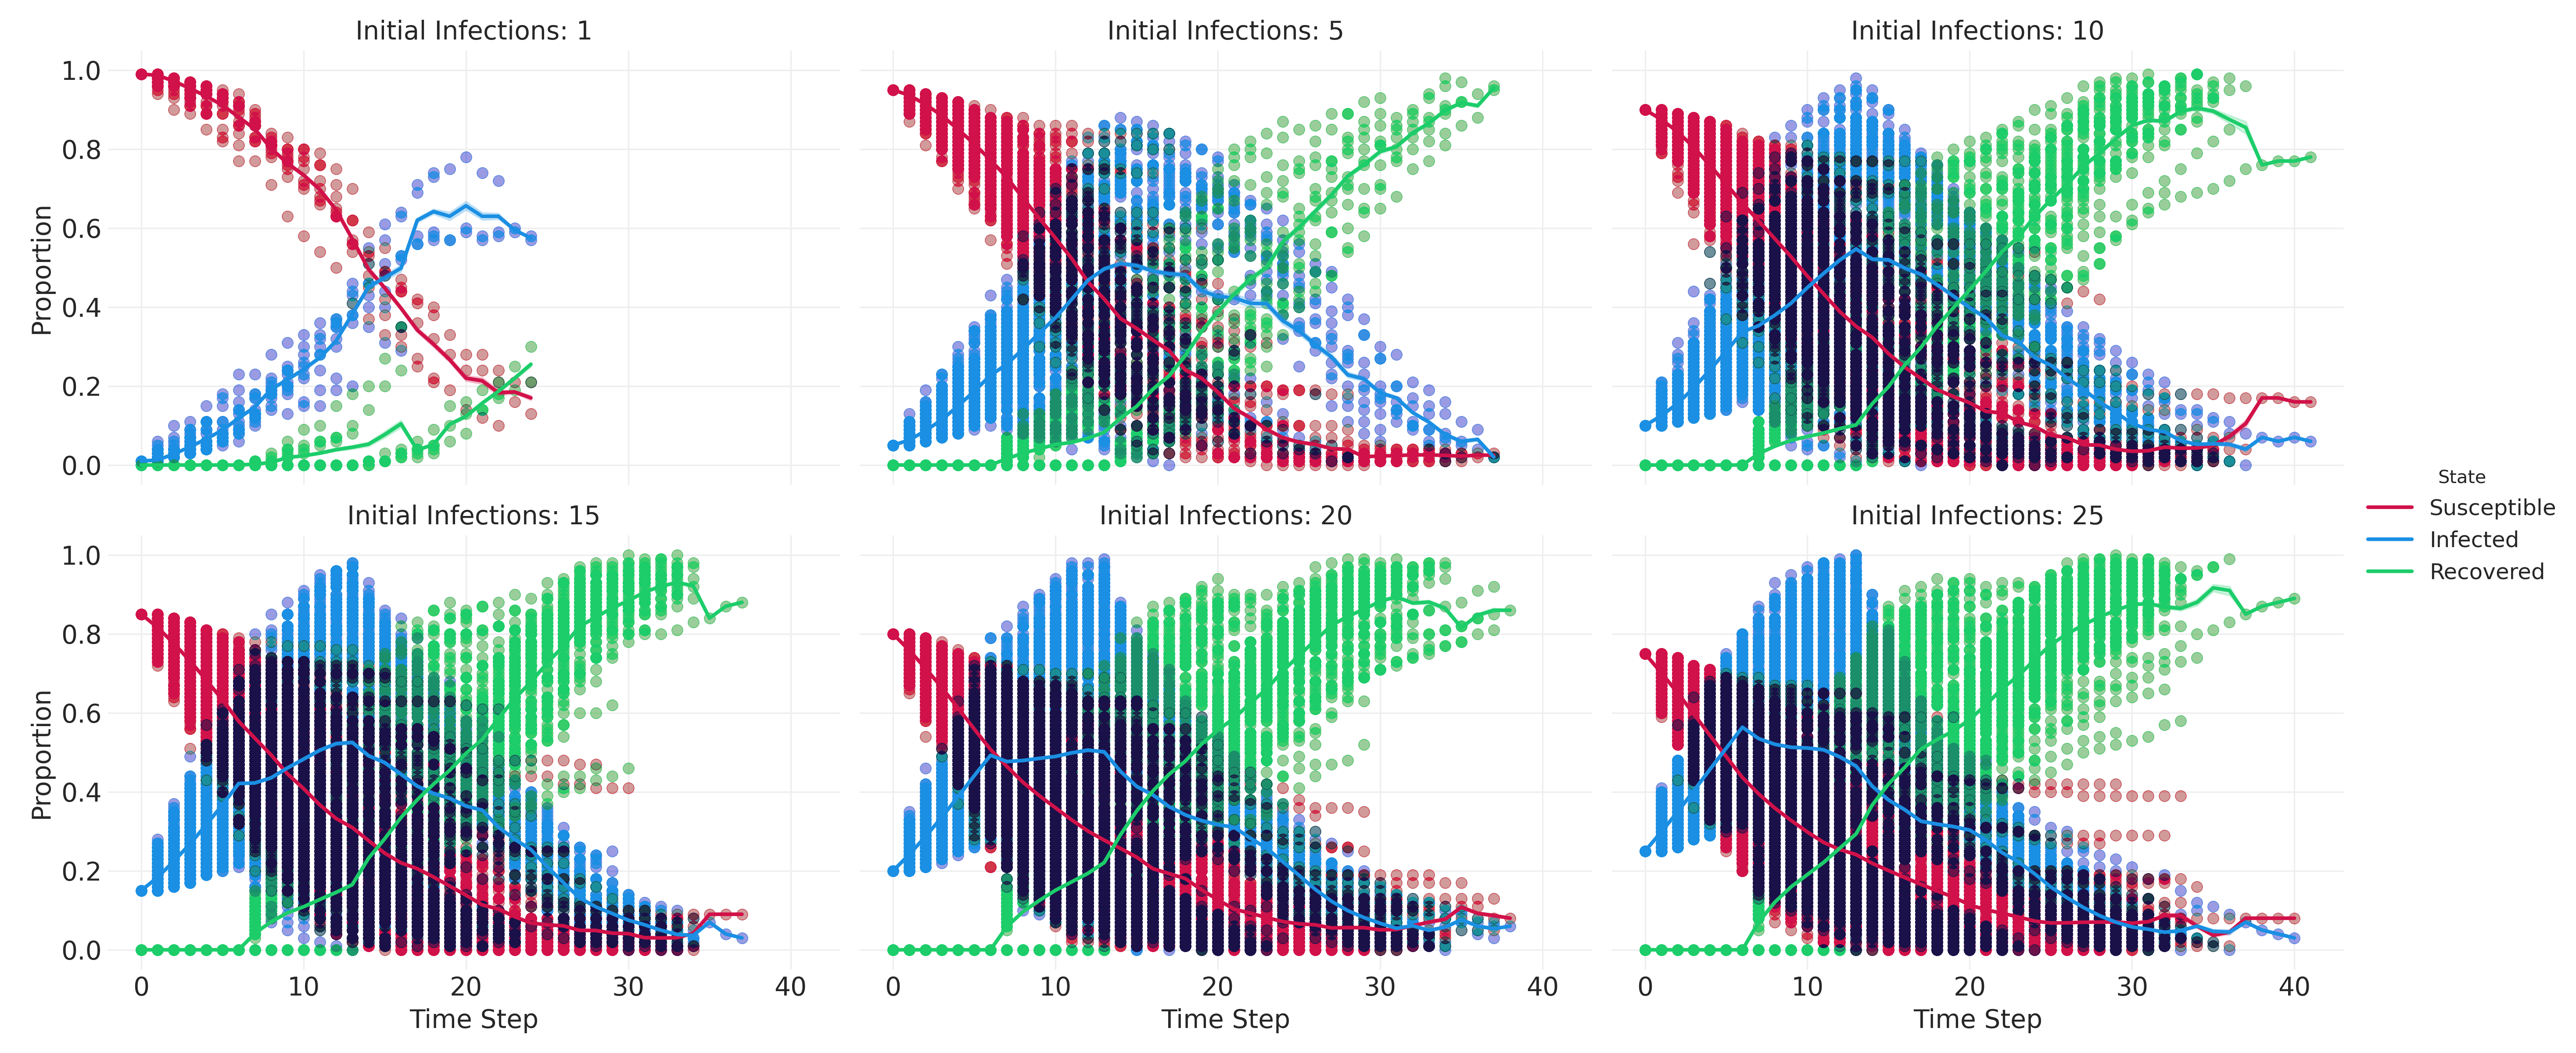 Initial Infections: 1
Initial Infections: 5
Initial Infections: 10
1.0
0.8
0.6
0.4
0.2
0.0
Proportion
State
Susceptible
Infected
Recovered
Initial Infections: 15
Initial Infections: 20
Initial Infections: 25
1.0
0.8
0.6
0.4
0.2
0.0
Proportion
0 10 20 30 40
0 10 20 30 40
0 10 20 30 40
Time Step
Time Step
Time Step